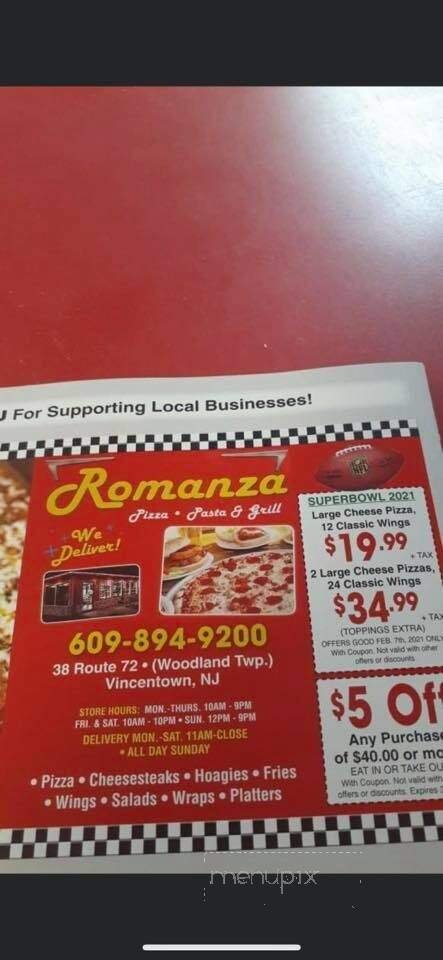 For Supporting Local Businesses!
Romanza
Pizza • Pasta & Grill
We
Deliver!
609-894-9200
38 Route 72 • (Woodland Twp.)
Vincentown, NJ
STORE HOURS: MON.-THURS. 10AM - 9PM
FRI. & SAT. 10AM - 10PM • SUN. 12PM - 9PM
DELIVERY MON.-SAT. 11AM-CLOSE
• ALL DAY SUNDAY
• Pizza • Cheesesteaks • Hoagies • Fries
• Wings • Salads • Wraps • Platters
NFL
SUPERBOWL 2021
Large Cheese Pizza,
12 Classic Wings
$19.99
+ TAX
2 Large Cheese Pizzas,
24 Classic Wings
$34.99
+ TAX
(TOPPINGS EXTRA)
OFFERS GOOD FEB. 7th, 2021 ONL
With Coupon. Not valid with other
offers or discounts
$5 Off
Any Purchase
of $40.00 or mo
EAT IN OR TAKE OU
With Coupon. Not valid with
offers or discounts. Expires
menupix